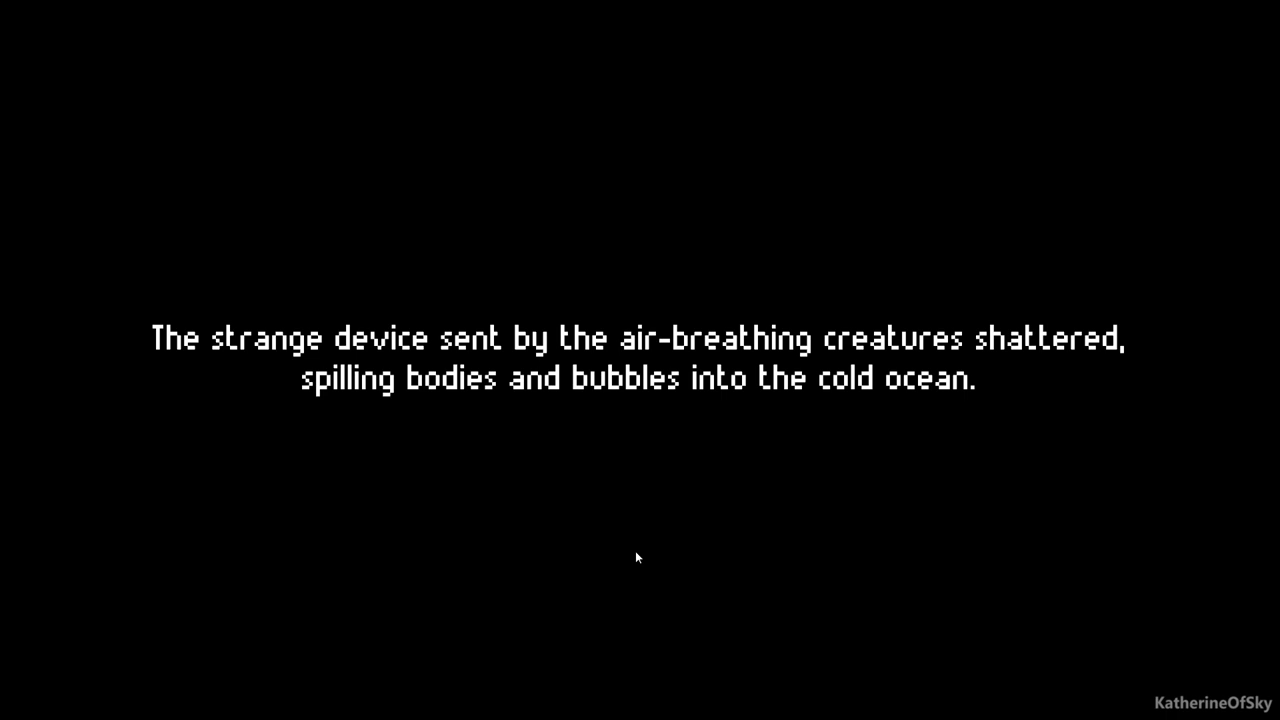 The strange device sent by the air-breathing creatures shattered,
spilling bodies and bubbles into the cold ocean.
KatherineOfSky